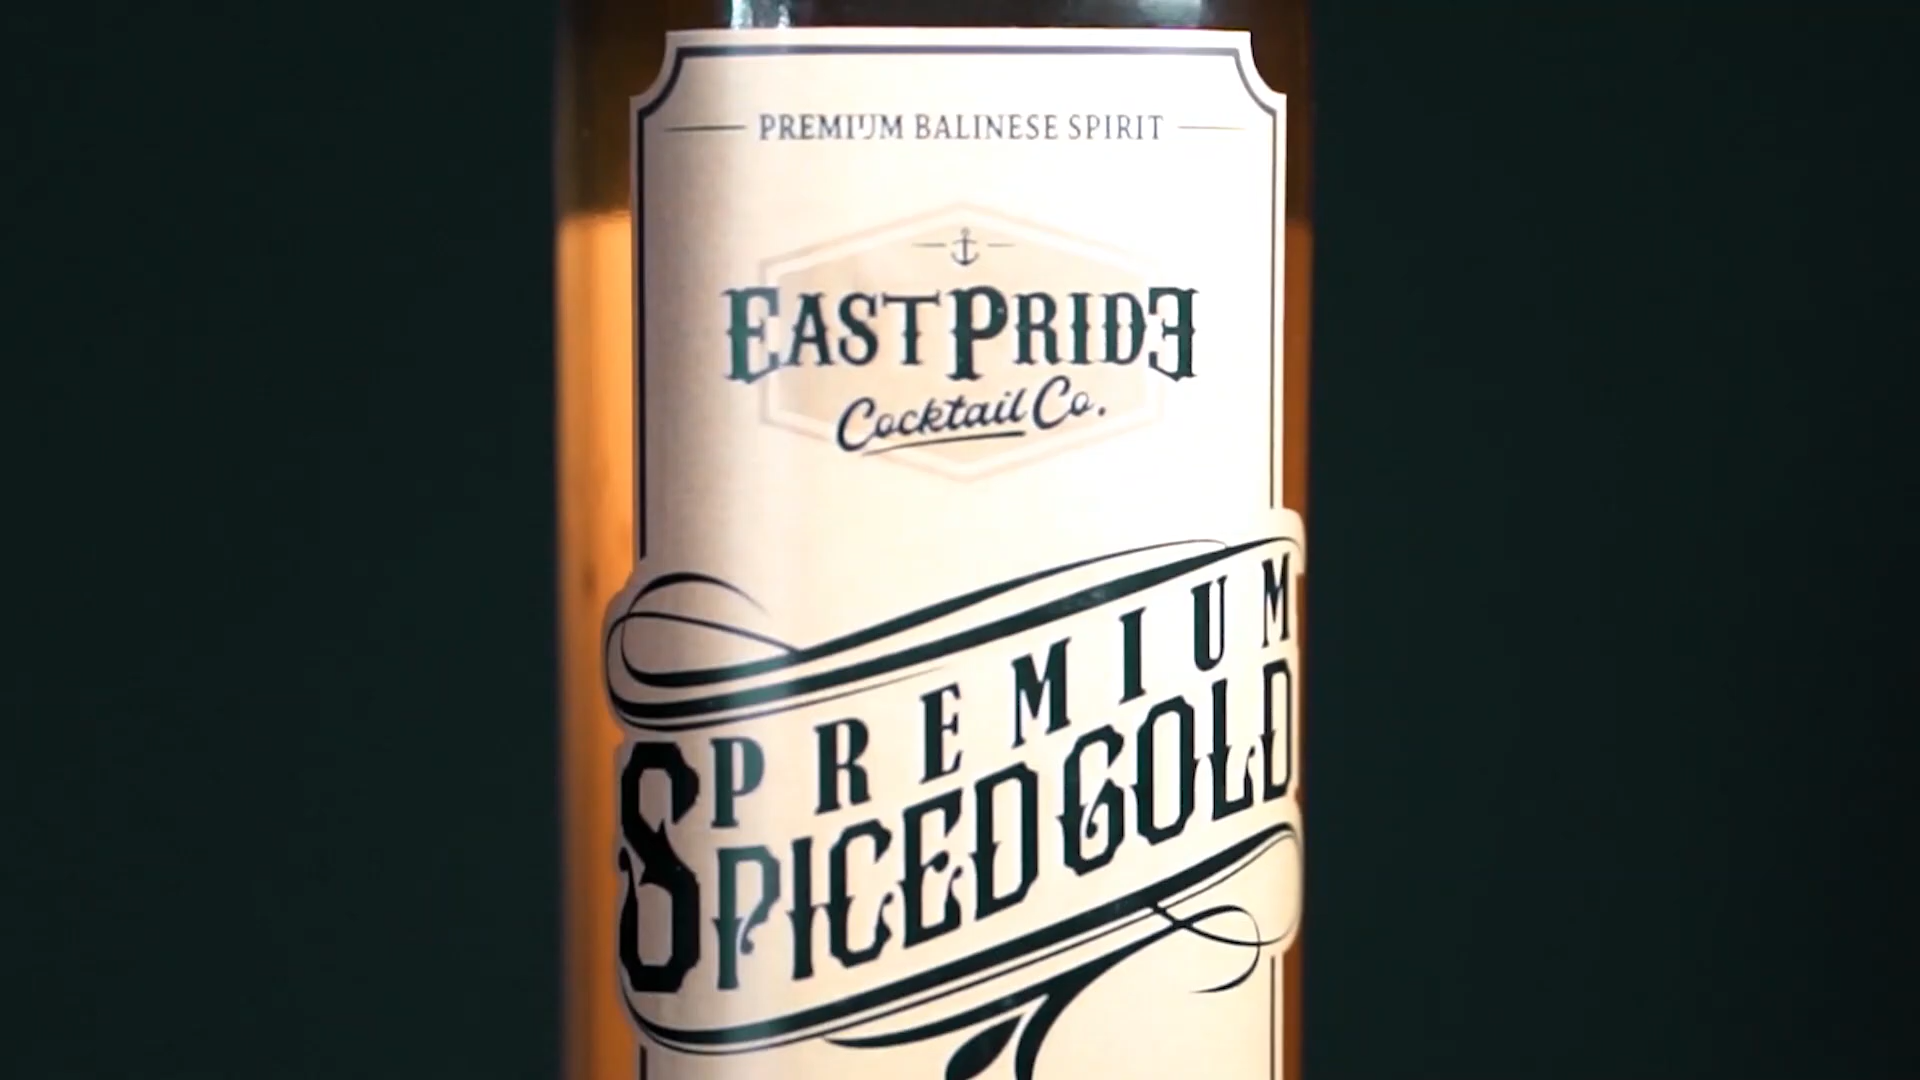 PREMIUM BALINESE SPIRIT
EAST PRIDE
Cocktail Co.
PREMIUM
SPICED GOLD